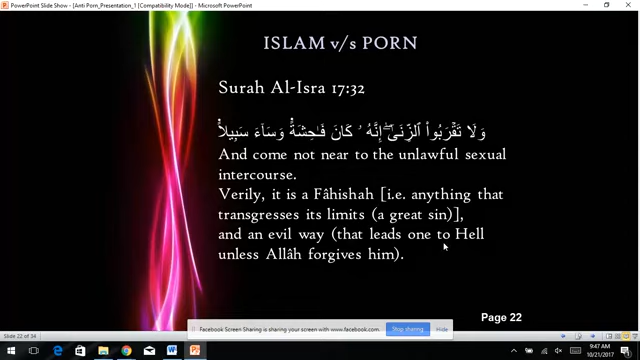 PowerPoint Slide Show - [Anti Porn_Presentation_1 [Compatibility Mode]] - Microsoft PowerPoint
ISLAM v/s PORN
Surah Al-Isra 17:32
وَلَا تَقْرَبُوا۟ ٱلزِّنَىٰٓ ۖ إِنَّهُۥ كَانَ فَـٰحِشَةً وَسَآءَ سَبِيلاً
And come not near to the unlawful sexual
intercourse.
Verily, it is a Fâhishah [i.e. anything that
transgresses its limits (a great sin)],
and an evil way (that leads one to Hell
unless Allâh forgives him).
Page 22
Facebook Screen Sharing is sharing your screen with www.facebook.com. Stop sharing Hide
Slide 22 of 34
9:47 AM
10/21/2017